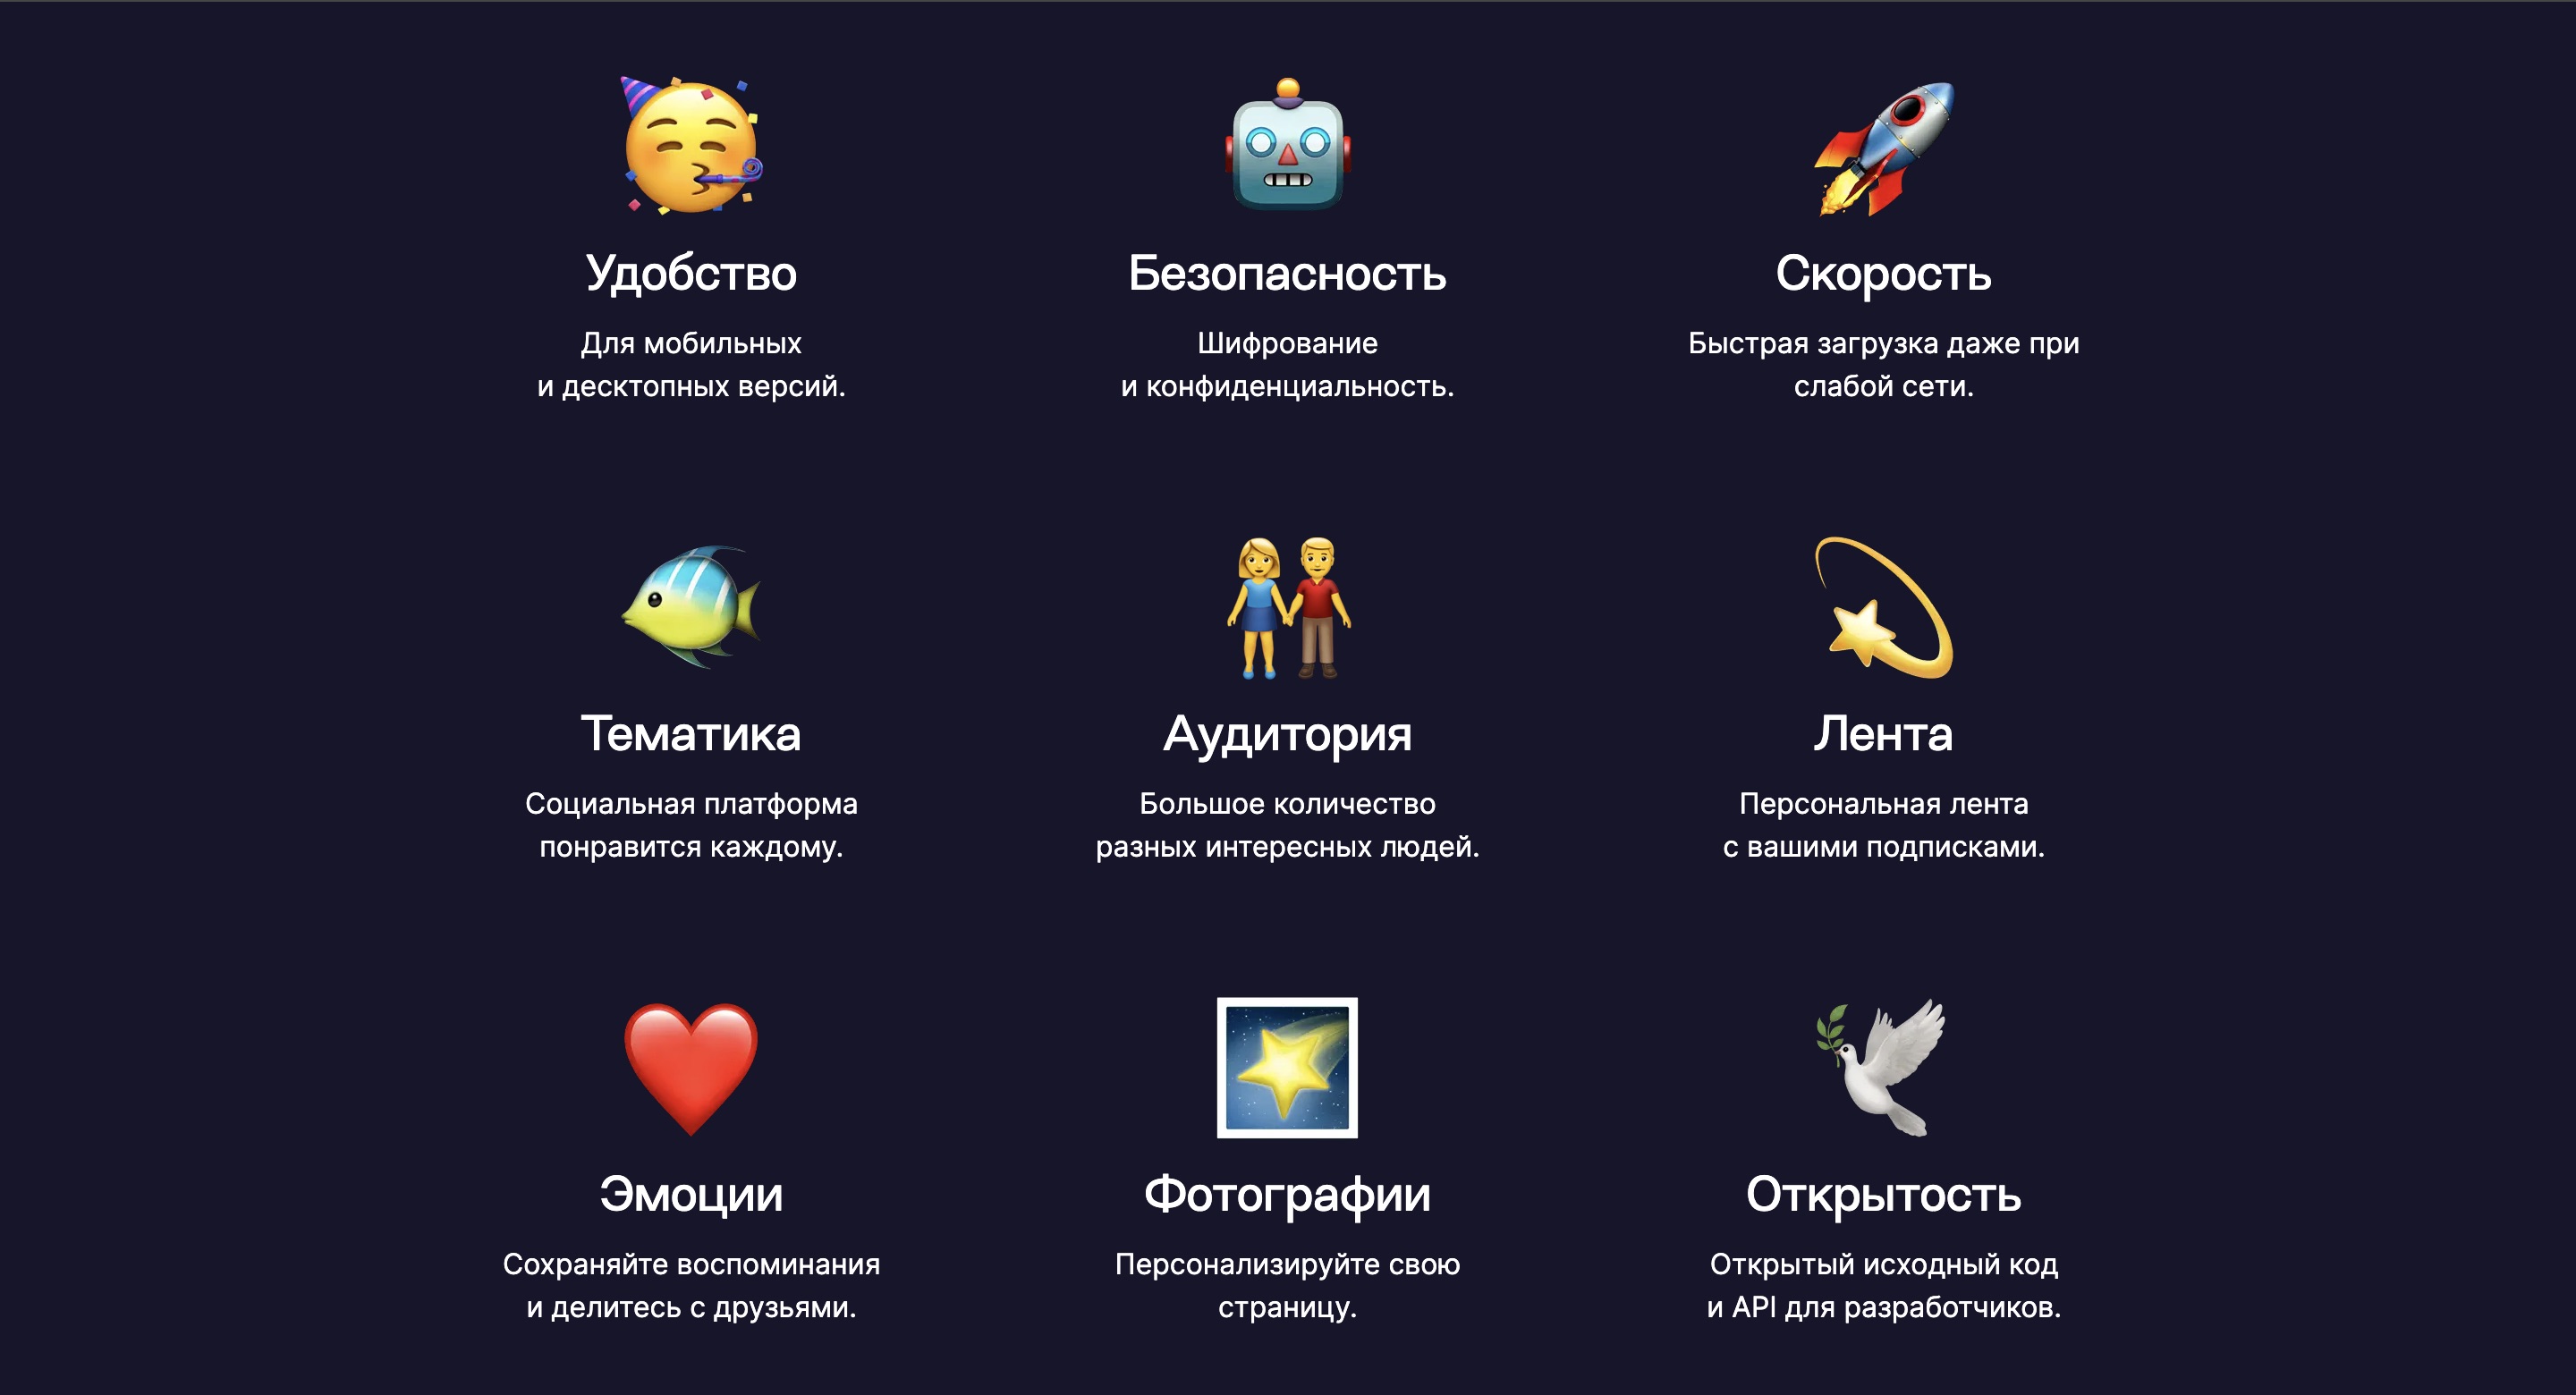 Удобство
Для мобильных
и десктопных версий.
Безопасность
Шифрование
и конфиденциальность.
Скорость
Быстрая загрузка даже при
слабой сети.
Тематика
Социальная платформа
понравится каждому.
Аудитория
Большое количество
разных интересных людей.
Лента
Персональная лента
с вашими подписками.
Эмоции
Сохраняйте воспоминания
и делитесь с друзьями.
Фотографии
Персонализируйте свою
страницу.
Открытость
Открытый исходный код
и API для разработчиков.